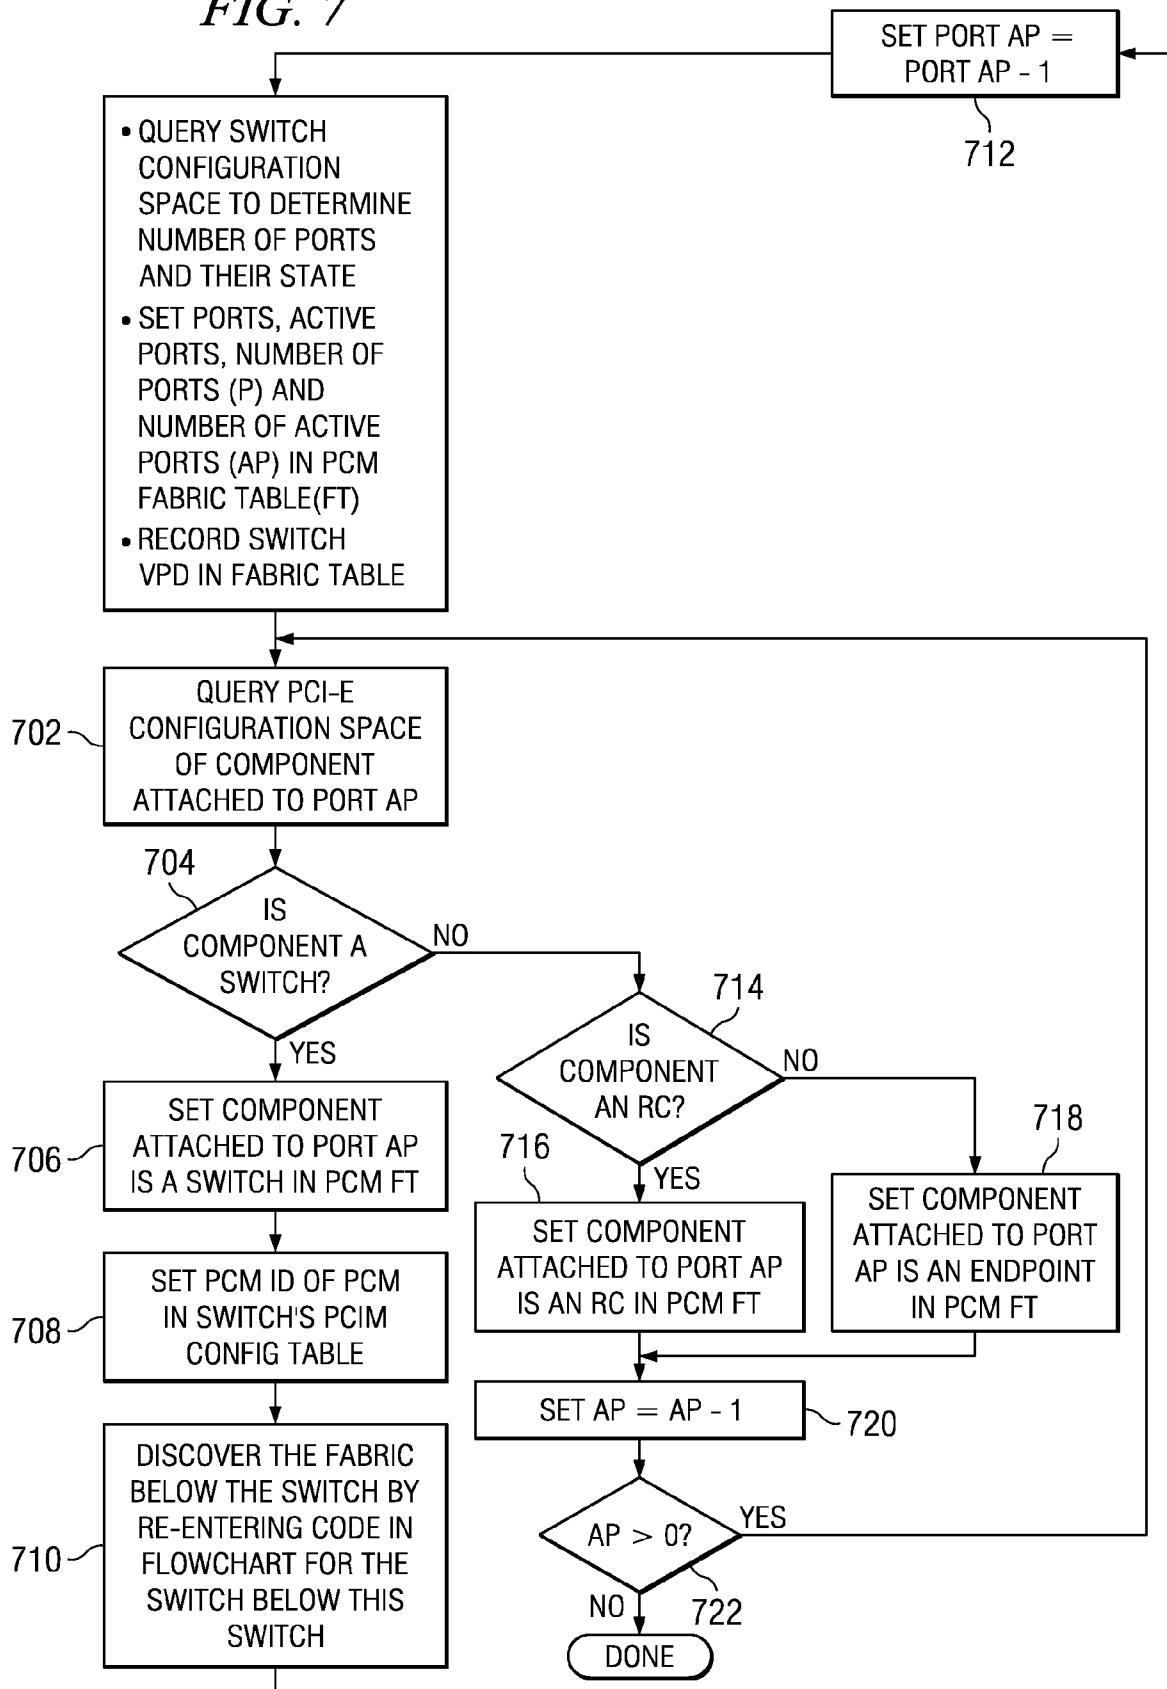 FIG. 7
SET PORT AP =
PORT AP - 1
712
• QUERY SWITCH
CONFIGURATION
SPACE TO DETERMINE
NUMBER OF PORTS
AND THEIR STATE
• SET PORTS, ACTIVE
PORTS, NUMBER OF
PORTS (P) AND
NUMBER OF ACTIVE
PORTS (AP) IN PCM
FABRIC TABLE(FT)
• RECORD SWITCH
VPD IN FABRIC TABLE
702
QUERY PCI-E
CONFIGURATION SPACE
OF COMPONENT
ATTACHED TO PORT AP
704
IS
COMPONENT A
SWITCH?
NO
YES
714
IS
COMPONENT
AN RC?
NO
YES
706
SET COMPONENT
ATTACHED TO PORT AP
IS A SWITCH IN PCM FT
716
SET COMPONENT
ATTACHED TO PORT AP
IS AN RC IN PCM FT
718
SET COMPONENT
ATTACHED TO PORT
AP IS AN ENDPOINT
IN PCM FT
708
SET PCM ID OF PCM
IN SWITCH'S PCIM
CONFIG TABLE
SET AP = AP - 1
720
710
DISCOVER THE FABRIC
BELOW THE SWITCH BY
RE-ENTERING CODE IN
FLOWCHART FOR THE
SWITCH BELOW THIS
SWITCH
AP > 0?
YES
722
NO
DONE